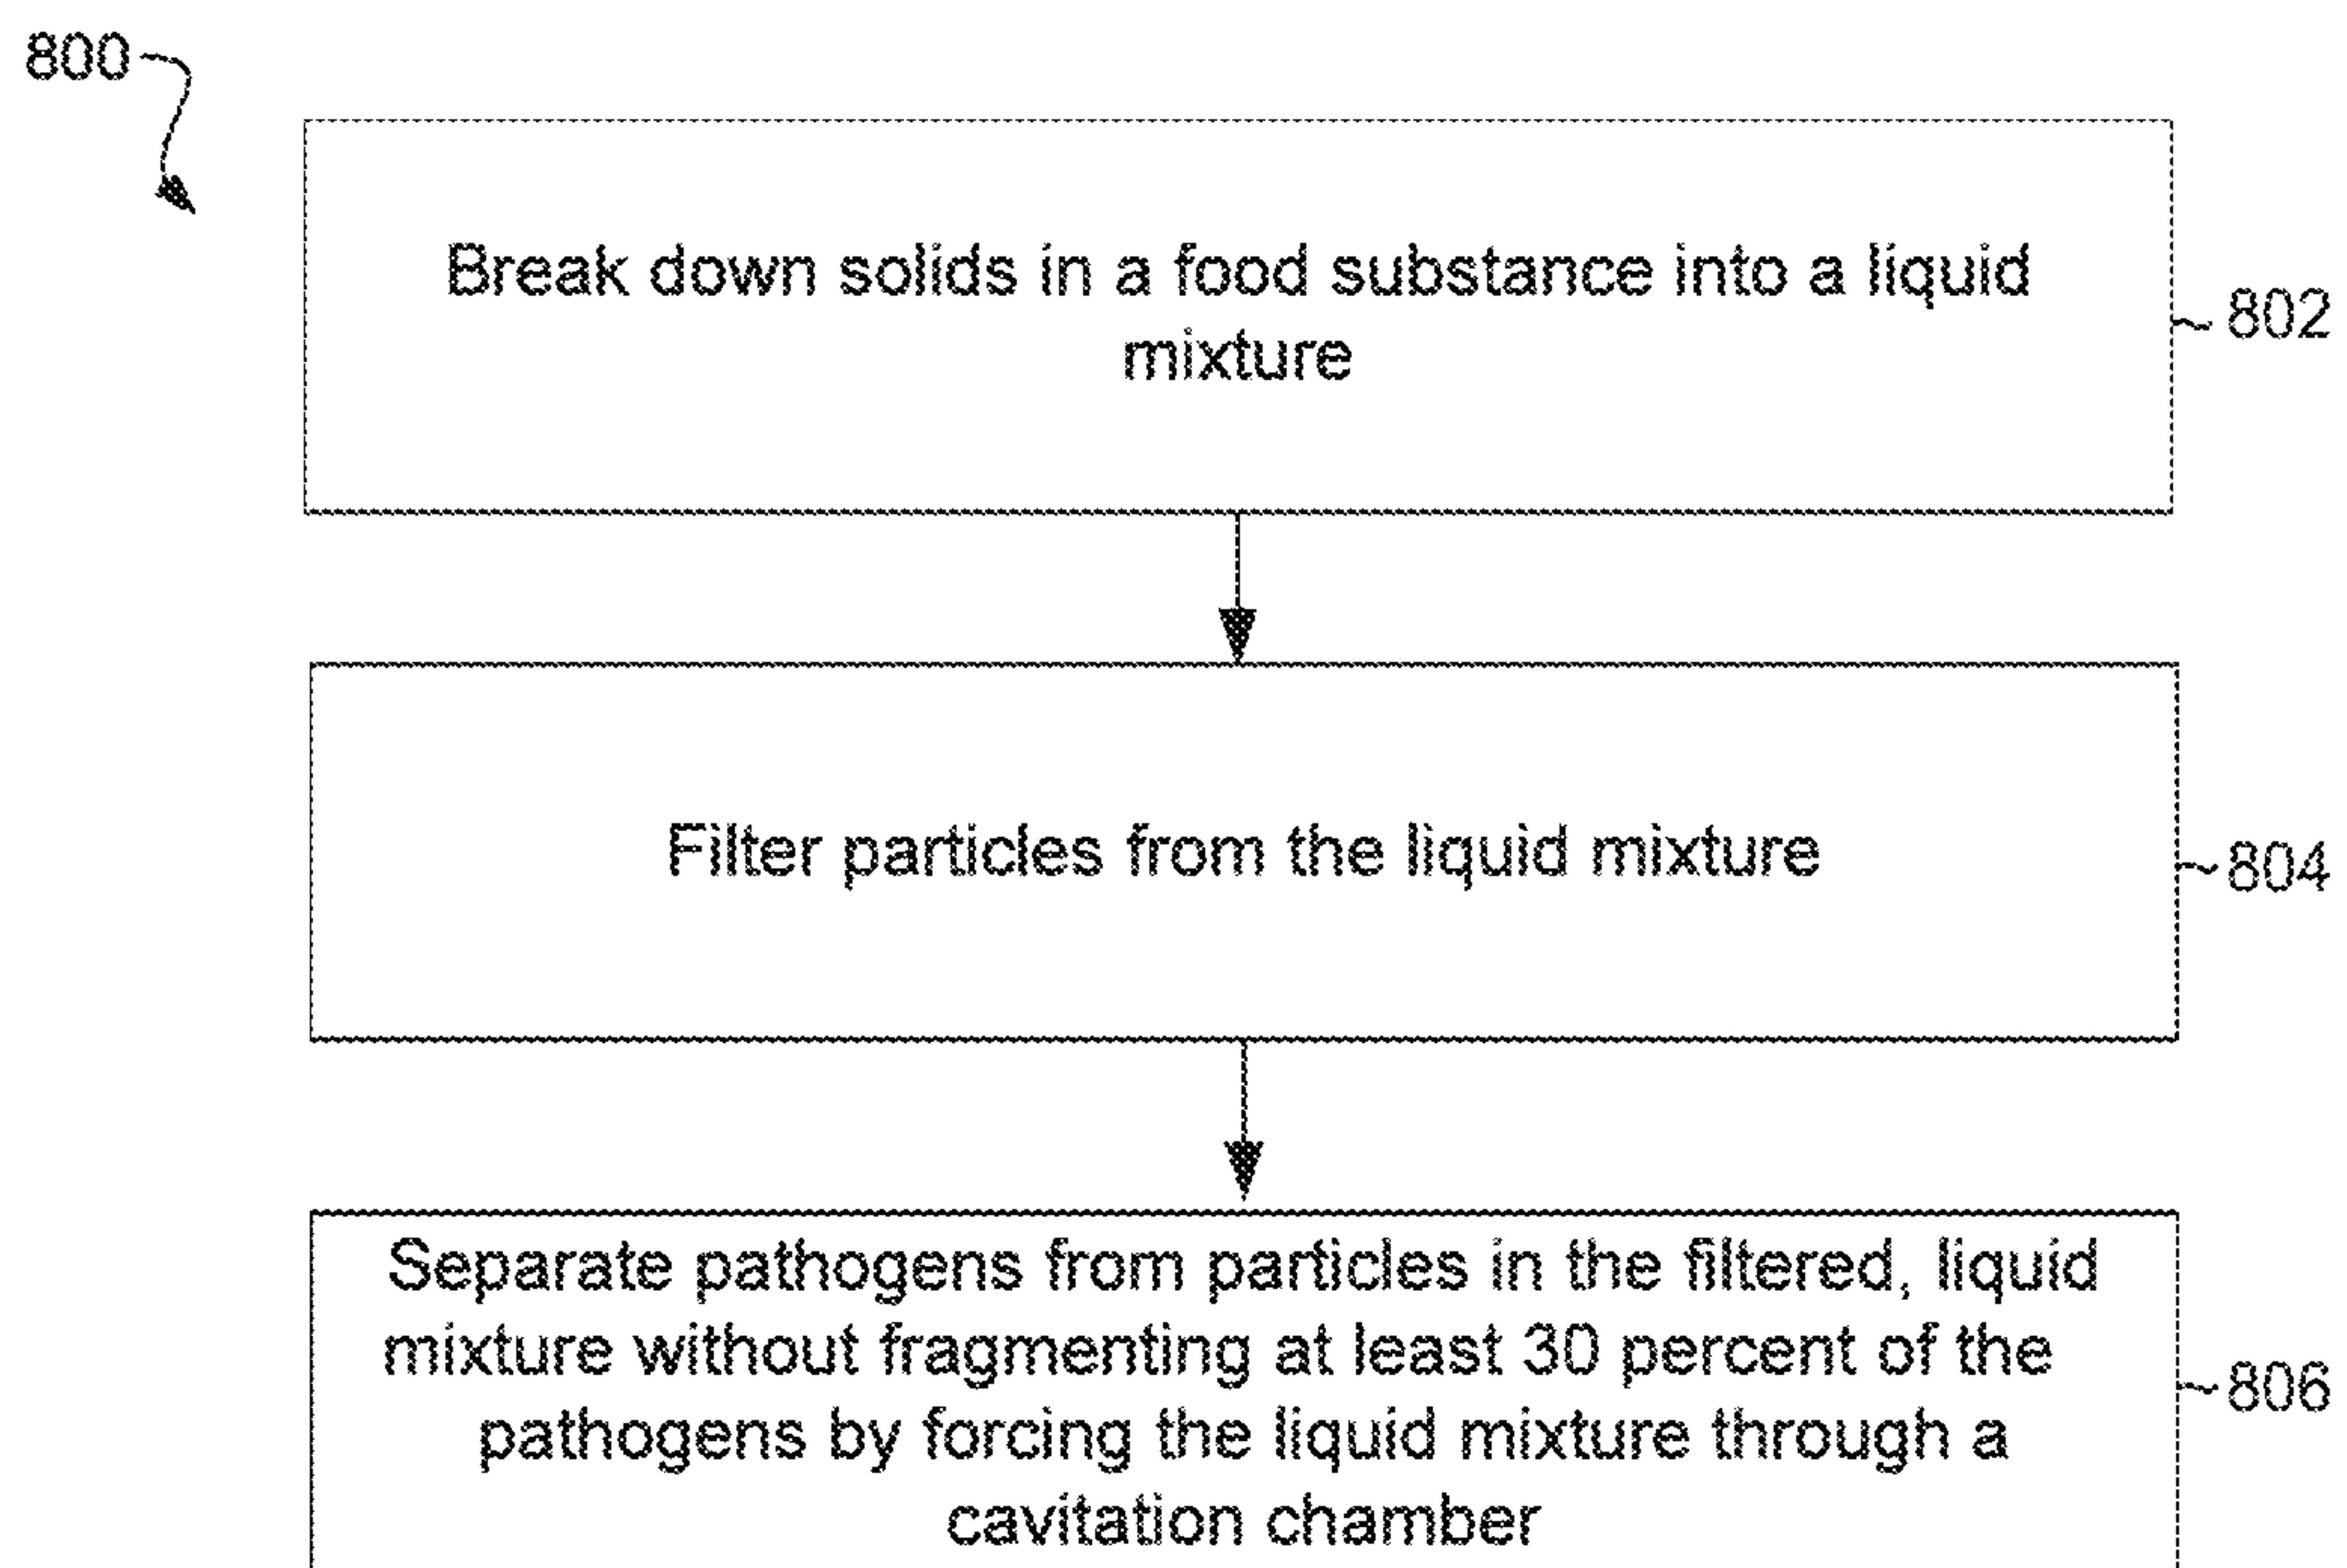 800
Break down solids in a food substance into a liquid
mixture
802
Filter particles from the liquid mixture
804
Separate pathogens from particles in the filtered, liquid
mixture without fragmenting at least 30 percent of the
pathogens by forcing the liquid mixture through a
cavitation chamber
806